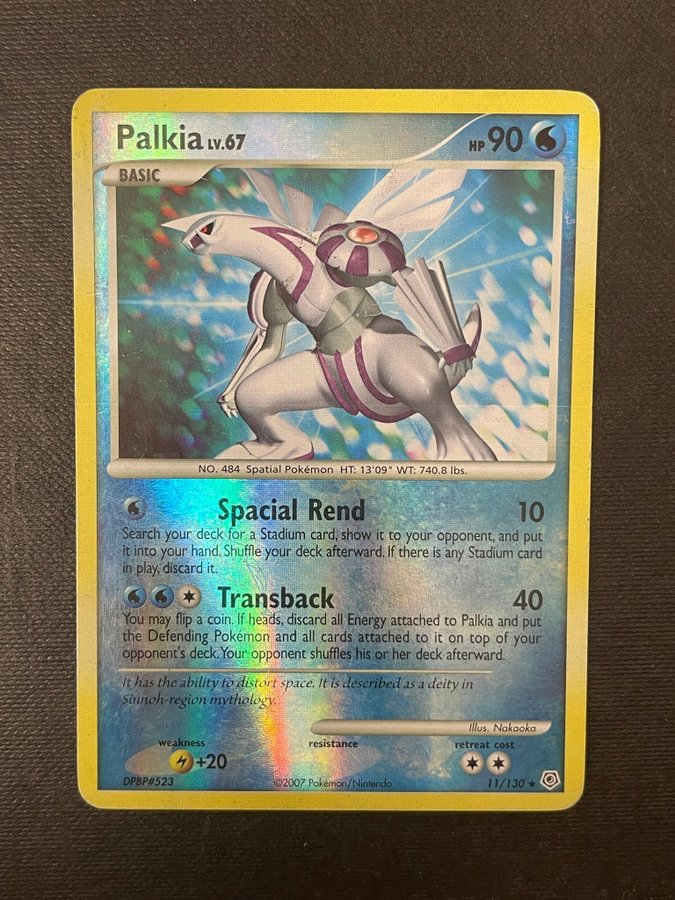 Palkia LV.67 HP 90
BASIC
NO. 484 Spatial Pokémon HT: 13'09" WT: 740.8 lbs.
Spacial Rend 10
Search your deck for a Stadium card, show it to your opponent, and put
it into your hand. Shuffle your deck afterward. If there is any Stadium card
in play, discard it.
Transback 40
You may flip a coin. If heads, discard all Energy attached to Palkia and put
the Defending Pokémon and all cards attached to it on top of your
opponent's deck. Your opponent shuffles his or her deck afterward.
It has the ability to distort space. It is described as a deity in
Sinnoh-region mythology.
Illus. Nakaoka
weakness resistance retreat cost
+20
DPBP#523 ©2007 Pokémon/Nintendo 11/130 ★